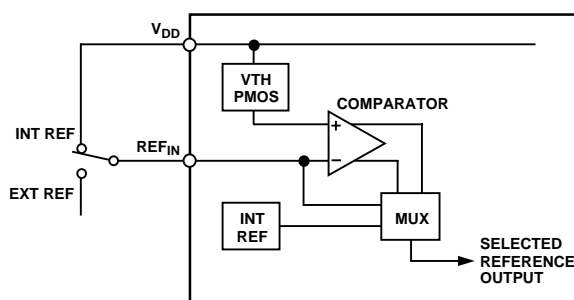 VDD
VTH
PMOS
COMPARATOR
+
INT REF
REFIN
−
EXT REF
INT
REF
MUX
SELECTED
REFERENCE
OUTPUT